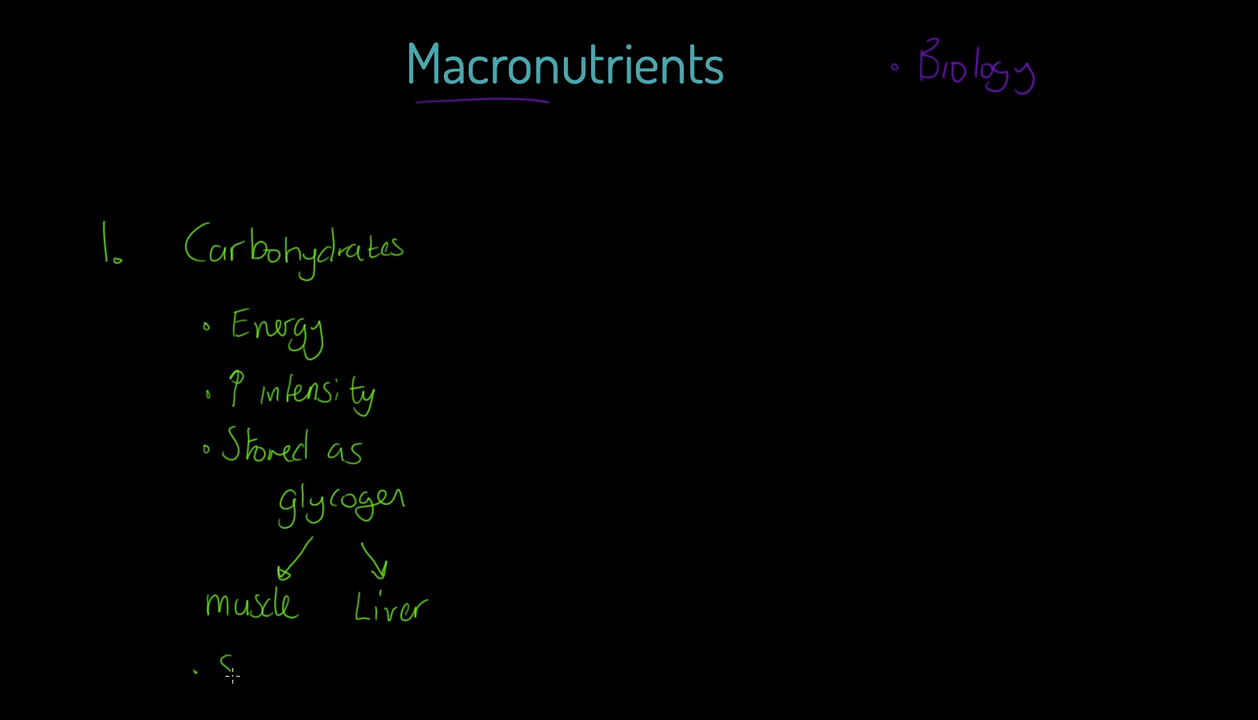 Macronutrients
• Biology
1. Carbohydrates
• Energy
• ↑ intensity
• Stored as
glycogen
muscle Liver
•